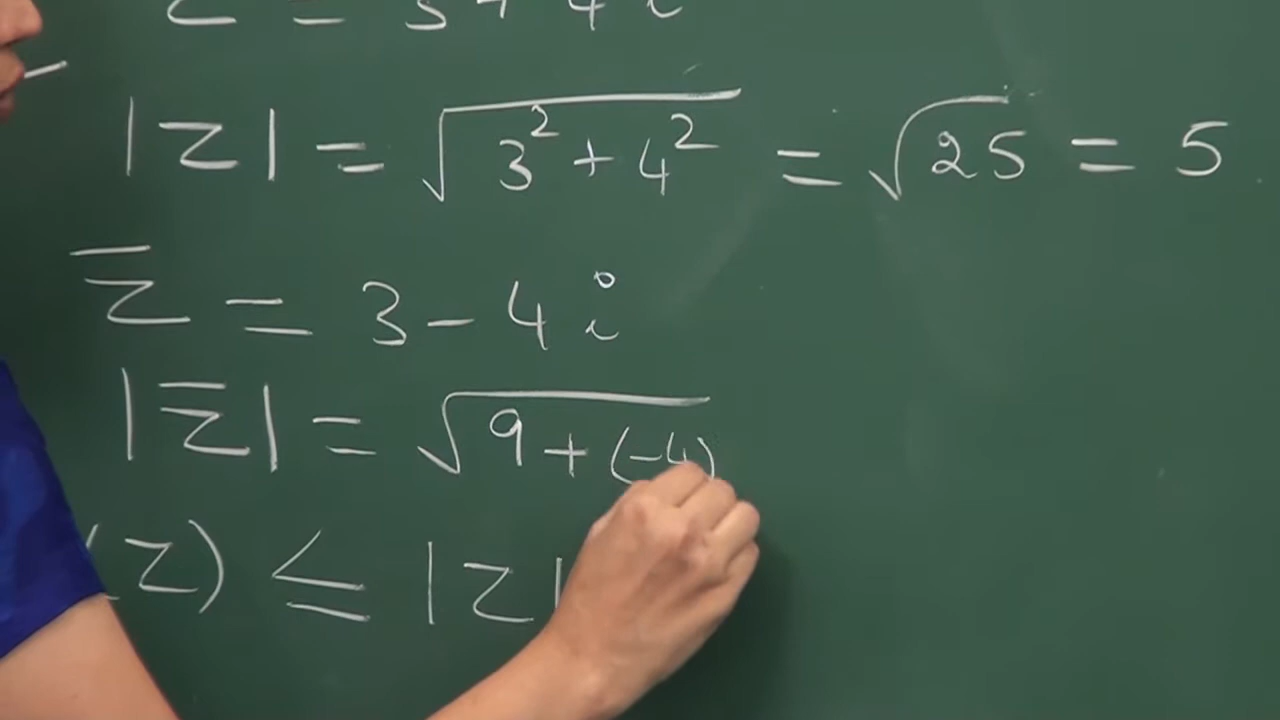 z = 3 + 4i
|z| = √(3² + 4²) = √25 = 5
z̅ = 3 - 4i
|z̅| = √9 + (-4)
(z) ≤ |z|